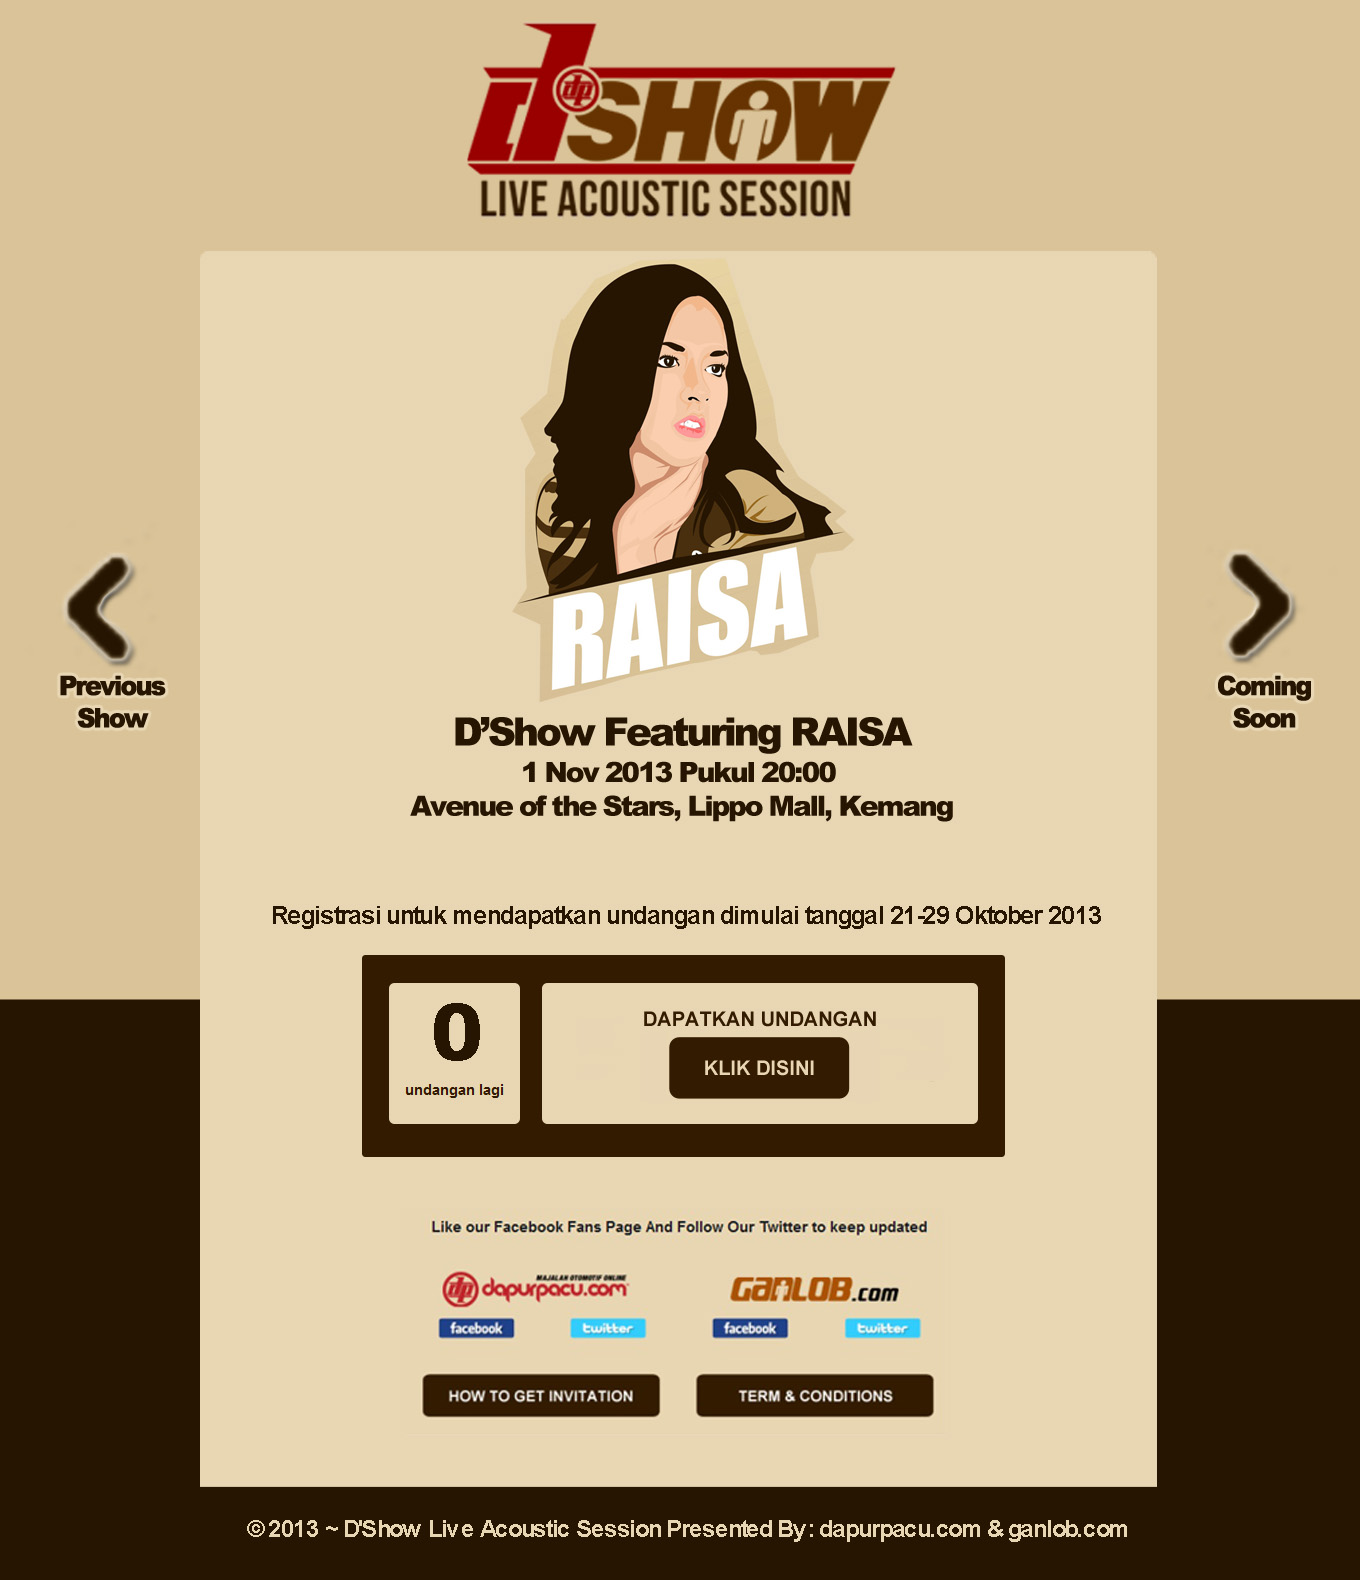 dp
D'SHOW
LIVE ACOUSTIC SESSION
RAISA
Previous
Show
Coming
Soon
D'Show Featuring RAISA
1 Nov 2013 Pukul 20:00
Avenue of the Stars, Lippo Mall, Kemang
Registrasi untuk mendapatkan undangan dimulai tanggal 21-29 Oktober 2013
0
undangan lagi
DAPATKAN UNDANGAN
KLIK DISINI
Like our Facebook Fans Page And Follow Our Twitter to keep updated
MAJALAH OTOMOTIF ONLINE
dp dapurpacu.com
GANLOB.com
facebook twitter facebook twitter
HOW TO GET INVITATION
TERM & CONDITIONS
© 2013 ~ D'Show Live Acoustic Session Presented By: dapurpacu.com & ganlob.com